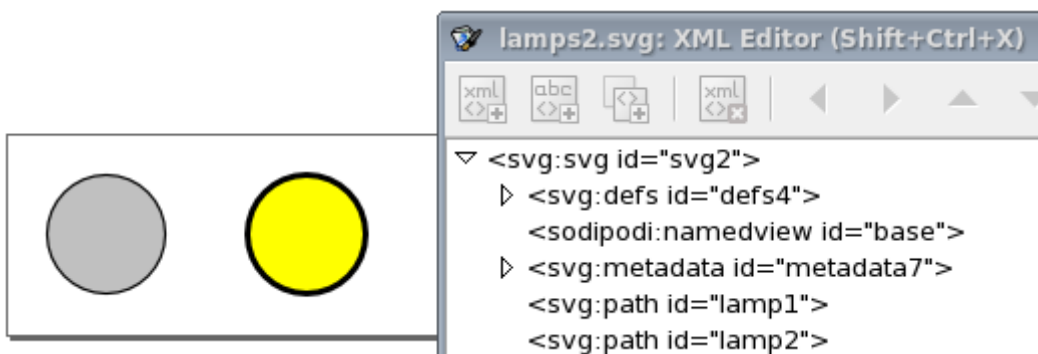 lamps2.svg: XML Editor (Shift+Ctrl+X)
xml abc xml
<svg:svg id="svg2">
<svg:defs id="defs4">
<sodipodi:namedview id="base">
<svg:metadata id="metadata7">
<svg:path id="lamp1">
<svg:path id="lamp2">